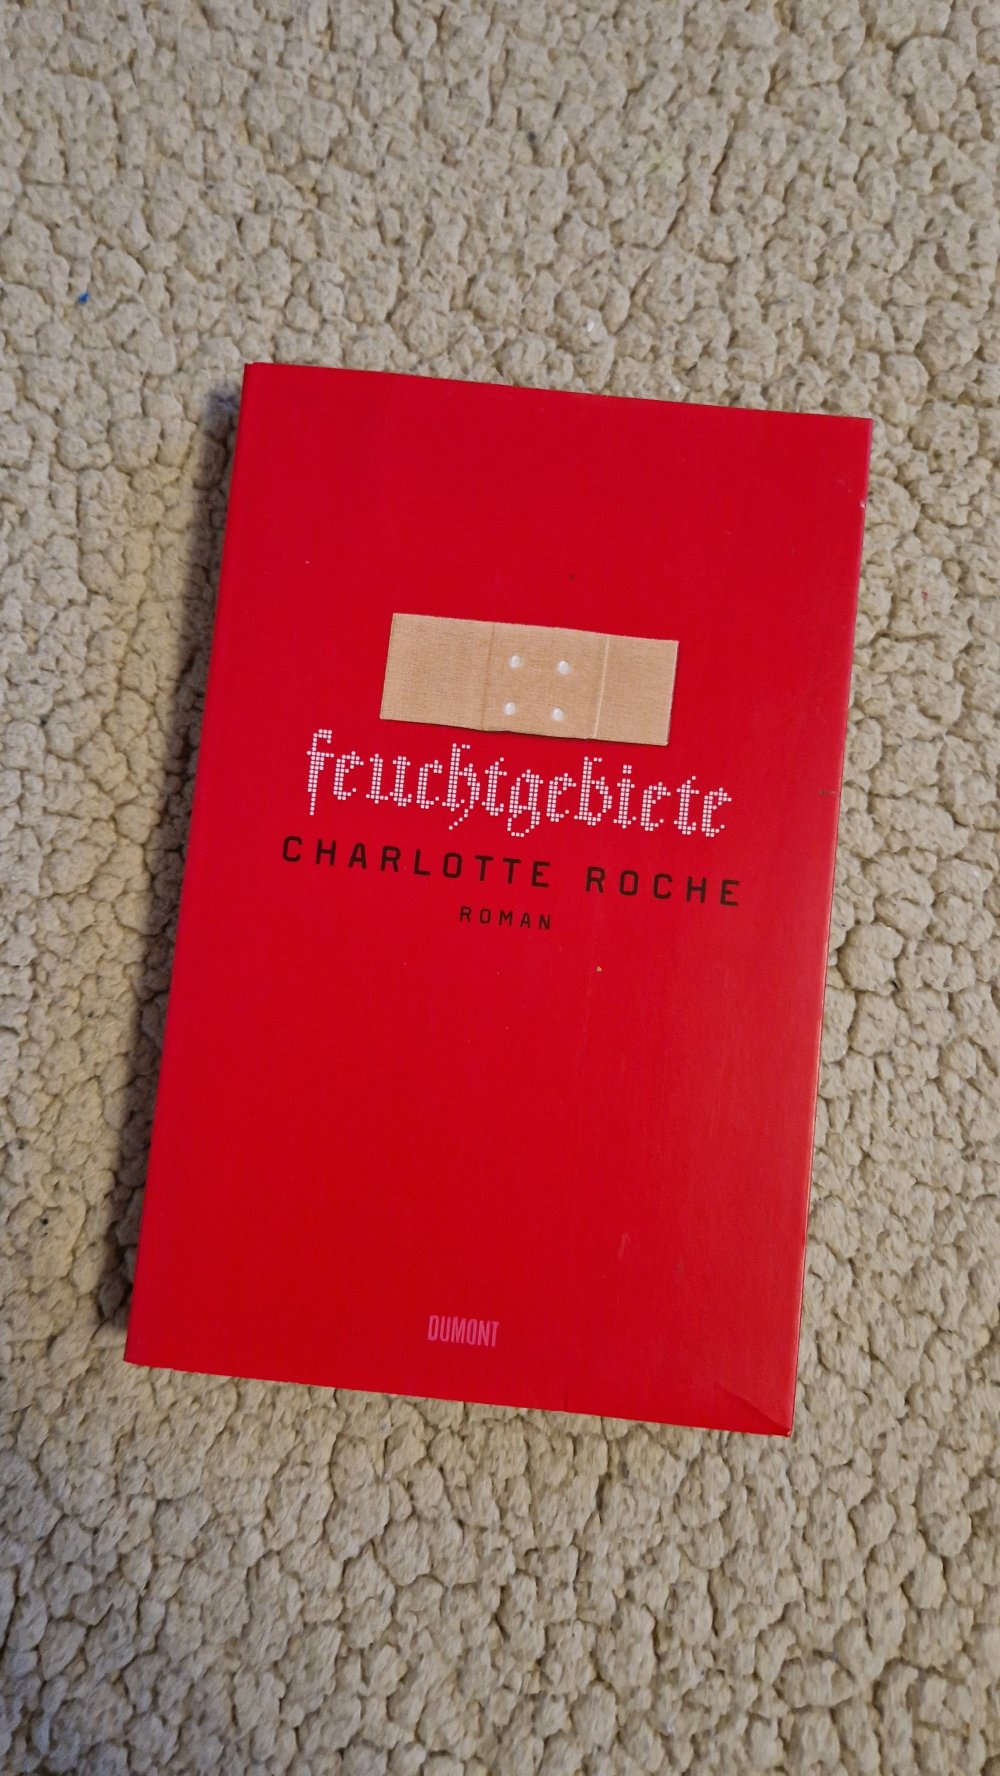 feuchtgebiete
CHARLOTTE ROCHE
ROMAN
DUMONT